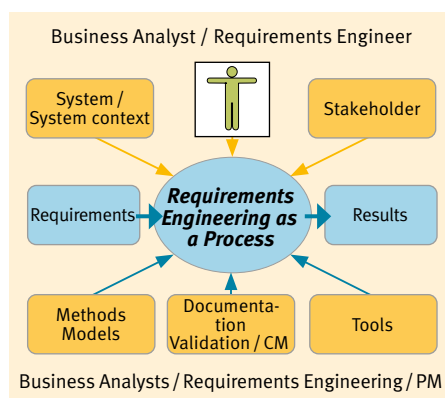 Business Analyst / Requirements Engineer
System /
System context
Stakeholder
Requirements
Requirements
Engineering as
a Process
Results
Methods
Models
Documenta-
tion
Validation / CM
Tools
Business Analysts / Requirements Engineering / PM